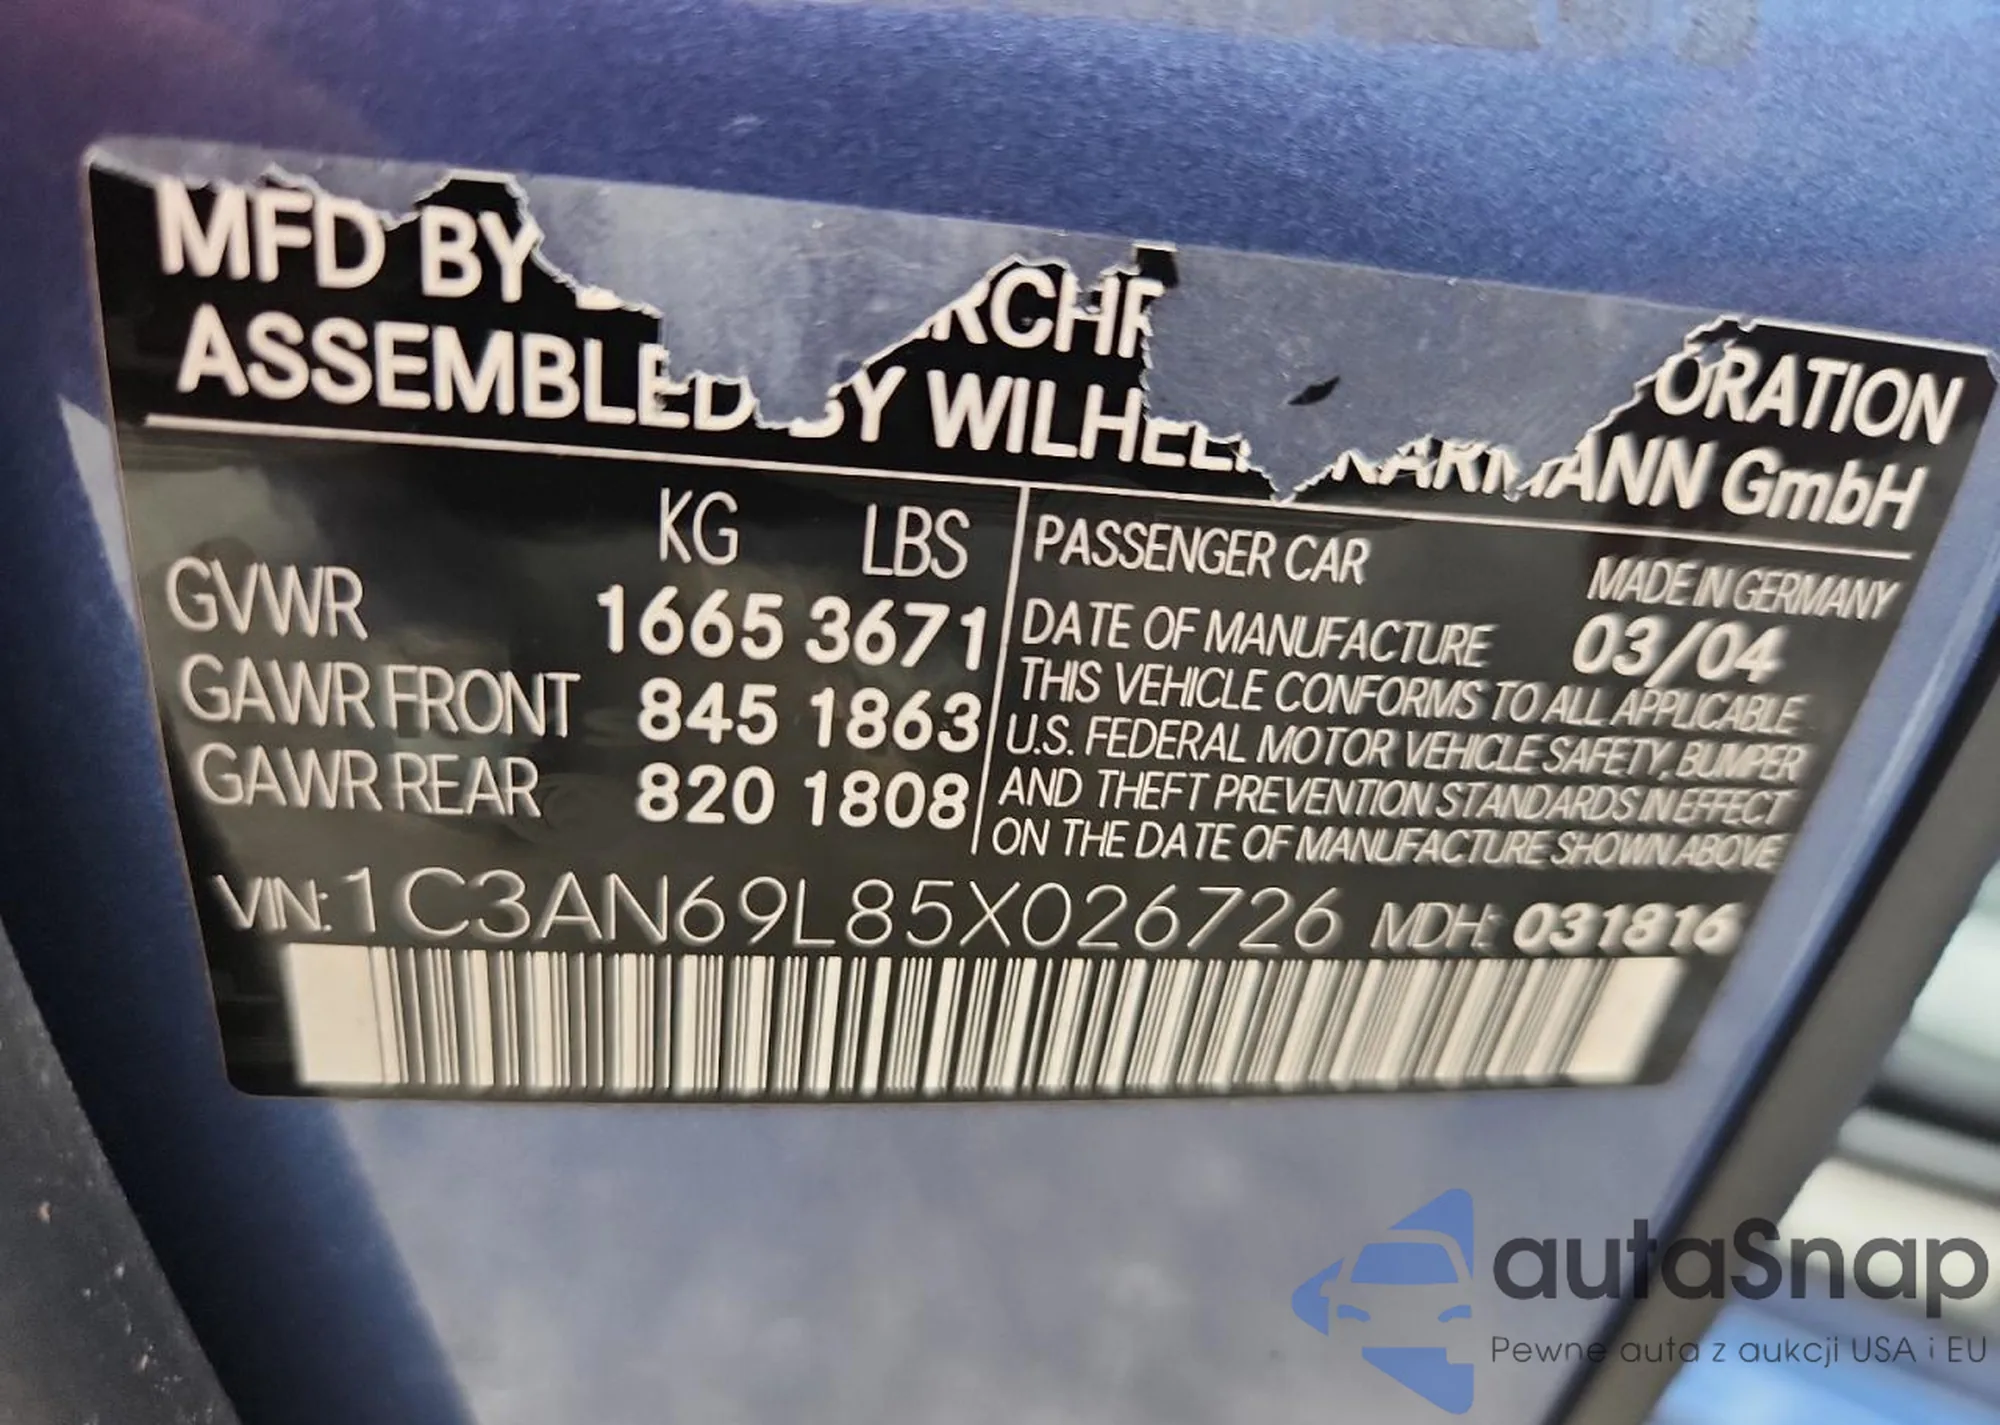 MFD BY RCHR ORATION
ASSEMBLED BY WILHEL KARMANN GmbH
KG LBS
GVWR 1665 3671
GAWR FRONT 845 1863
GAWR REAR 820 1808
PASSENGER CAR
MADE IN GERMANY
DATE OF MANUFACTURE 03/04
THIS VEHICLE CONFORMS TO ALL APPLICABLE
U.S. FEDERAL MOTOR VEHICLE SAFETY, BUMPER
AND THEFT PREVENTION STANDARDS IN EFFECT
ON THE DATE OF MANUFACTURE SHOWN ABOVE
VIN: 1C3AN69L85X026726 MDH: 031816
autaSnap
Pewne auta z aukcji USA i EU